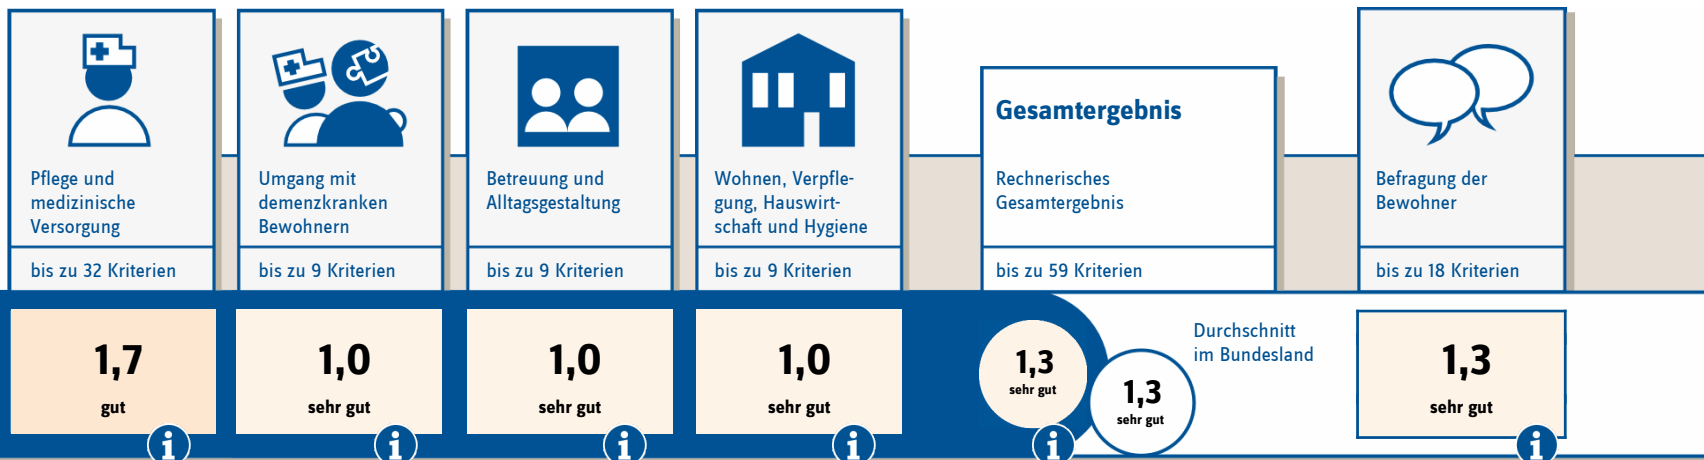 Pflege und
medizinische
Versorgung
bis zu 32 Kriterien
1,7
gut
i
Umgang mit
demenzkranken
Bewohnern
bis zu 9 Kriterien
1,0
sehr gut
i
Betreuung und
Alltagsgestaltung
bis zu 9 Kriterien
1,0
sehr gut
i
Wohnen, Verpfle-
gung, Hauswirt-
schaft und Hygiene
bis zu 9 Kriterien
1,0
sehr gut
i
Gesamtergebnis
Rechnerisches
Gesamtergebnis
bis zu 59 Kriterien
1,3
sehr gut
i
Durchschnitt
im Bundesland
1,3
sehr gut
Befragung der
Bewohner
bis zu 18 Kriterien
1,3
sehr gut
i